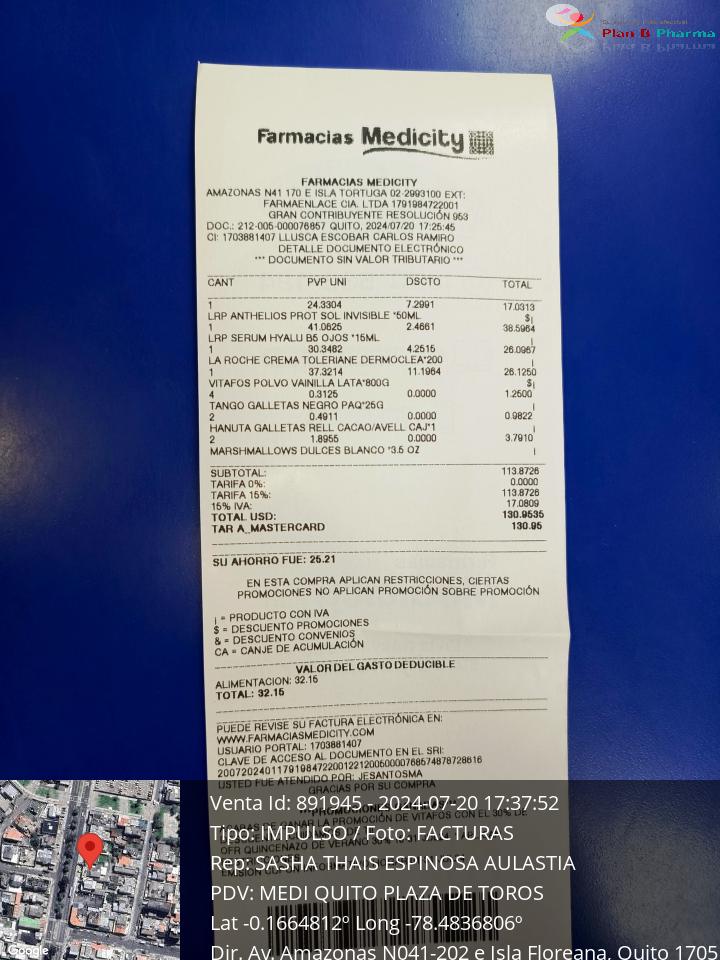 Plan B Pharma
Farmacias Medicity
FARMACIAS MEDICITY
AMAZONAS N41 170 E ISLA TORTUGA 02-2993100 EXT:
FARMAENLACE CIA. LTDA 1791984722001
GRAN CONTRIBUYENTE RESOLUCIÓN 953
DOC.: 212-005-000076857 QUITO, 2024/07/20 17:25:45
CI: 1703881407 LLUSCA ESCOBAR CARLOS RAMIRO
DETALLE DOCUMENTO ELECTRÓNICO
*** DOCUMENTO SIN VALOR TRIBUTARIO ***
CANT PVP UNI DSCTO TOTAL
1 24.3304 7.2991 17.0313
LRP ANTHELIOS PROT SOL INVISIBLE *50ML $¡
1 41.0625 2.4661 38.5964
LRP SERUM HYALU B5 OJOS *15ML ¡
1 30.3482 4.2515 26.0967
LA ROCHE CREMA TOLERIANE DERMOCLEA*200 ¡
1 37.3214 11.1964 26.1250
VITAFOS POLVO VAINILLA LATA*800G $¡
4 0.3125 0.0000 1.2500
TANGO GALLETAS NEGRO PAQ*25G ¡
2 0.4911 0.0000 0.9822
HANUTA GALLETAS RELL CACAO/AVELL CAJ*1 ¡
2 1.8955 0.0000 3.7910
MARSHMALLOWS DULCES BLANCO *3.5 OZ ¡
SUBTOTAL: 113.8726
TARIFA 0%: 0.0000
TARIFA 15%: 113.8726
15% IVA: 17.0809
TOTAL USD: 130.9535
TAR A_MASTERCARD 130.95
SU AHORRO FUE: 25.21
EN ESTA COMPRA APLICAN RESTRICCIONES, CIERTAS
PROMOCIONES NO APLICAN PROMOCIÓN SOBRE PROMOCIÓN
¡ = PRODUCTO CON IVA
$ = DESCUENTO PROMOCIONES
& = DESCUENTO CONVENIOS
CA = CANJE DE ACUMULACIÓN
VALOR DEL GASTO DEDUCIBLE
ALIMENTACION: 32.15
TOTAL: 32.15
PUEDE REVISE SU FACTURA ELECTRÓNICA EN:
WWW.FARMACIASMEDICITY.COM
USUARIO PORTAL: 1703881407
CLAVE DE ACCESO AL DOCUMENTO EN EL SRI:
USTED FUE ATENDIDO POR: JESANTOSMA
GRACIAS POR SU COMPRA
Venta Id: 891945 - 2024-07-20 17:37:52
Tipo: IMPULSO / Foto: FACTURAS
Rep: SASHA THAIS ESPINOSA AULASTIA
PDV: MEDI QUITO PLAZA DE TOROS
Lat -0.1664812º Long -78.4836806º
Dir. Av. Amazonas N041-202 e Isla Floreana, Quito 1705
Google